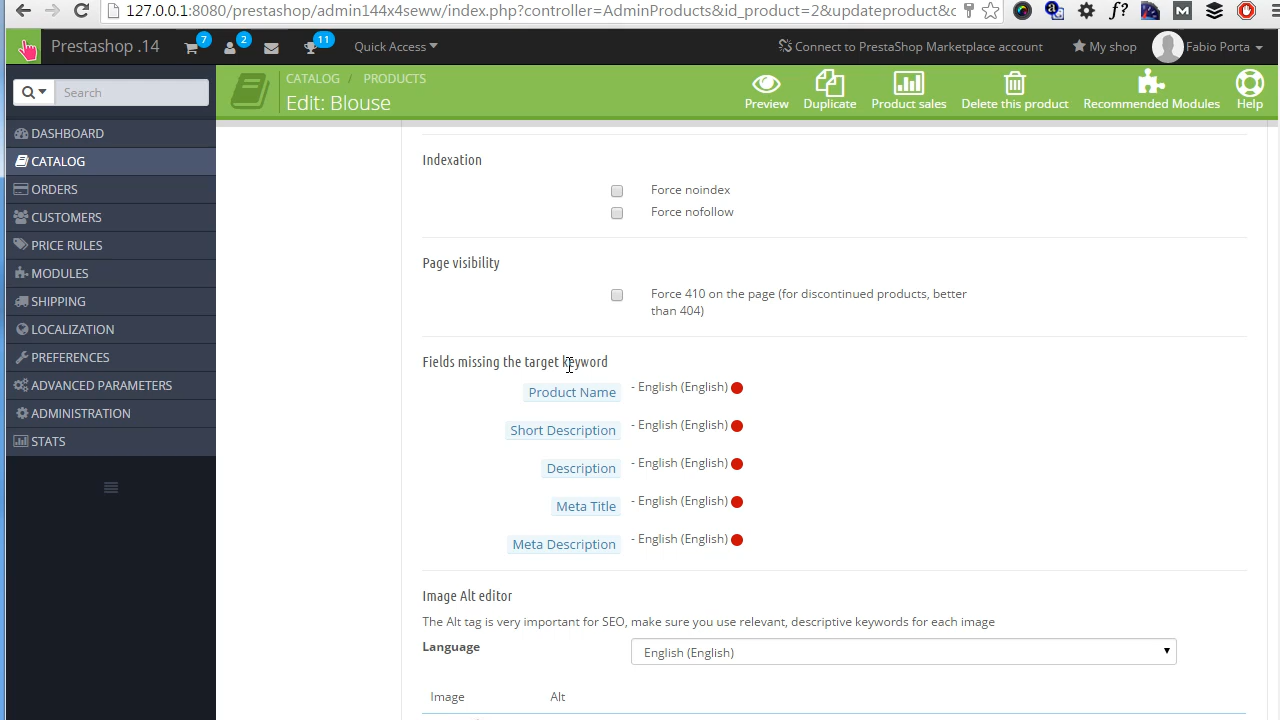 127.0.0.1:8080/prestashop/admin144x4seww/index.php?controller=AdminProducts&id_product=2&updateproduct&c
f?
M
Prestashop .14
7
2
11
Quick Access
Connect to PrestaShop Marketplace account
My shop
Fabio Porta
Search
CATALOG / PRODUCTS
Edit: Blouse
Preview
Duplicate
Product sales
Delete this product
Recommended Modules
Help
DASHBOARD
CATALOG
ORDERS
CUSTOMERS
PRICE RULES
MODULES
SHIPPING
LOCALIZATION
PREFERENCES
ADVANCED PARAMETERS
ADMINISTRATION
STATS
Indexation
Force noindex
Force nofollow
Page visibility
Force 410 on the page (for discontinued products, better
than 404)
Fields missing the target keyword
Product Name - English (English)
Short Description - English (English)
Description - English (English)
Meta Title - English (English)
Meta Description - English (English)
Image Alt editor
The Alt tag is very important for SEO, make sure you use relevant, descriptive keywords for each image
Language English (English)
Image Alt